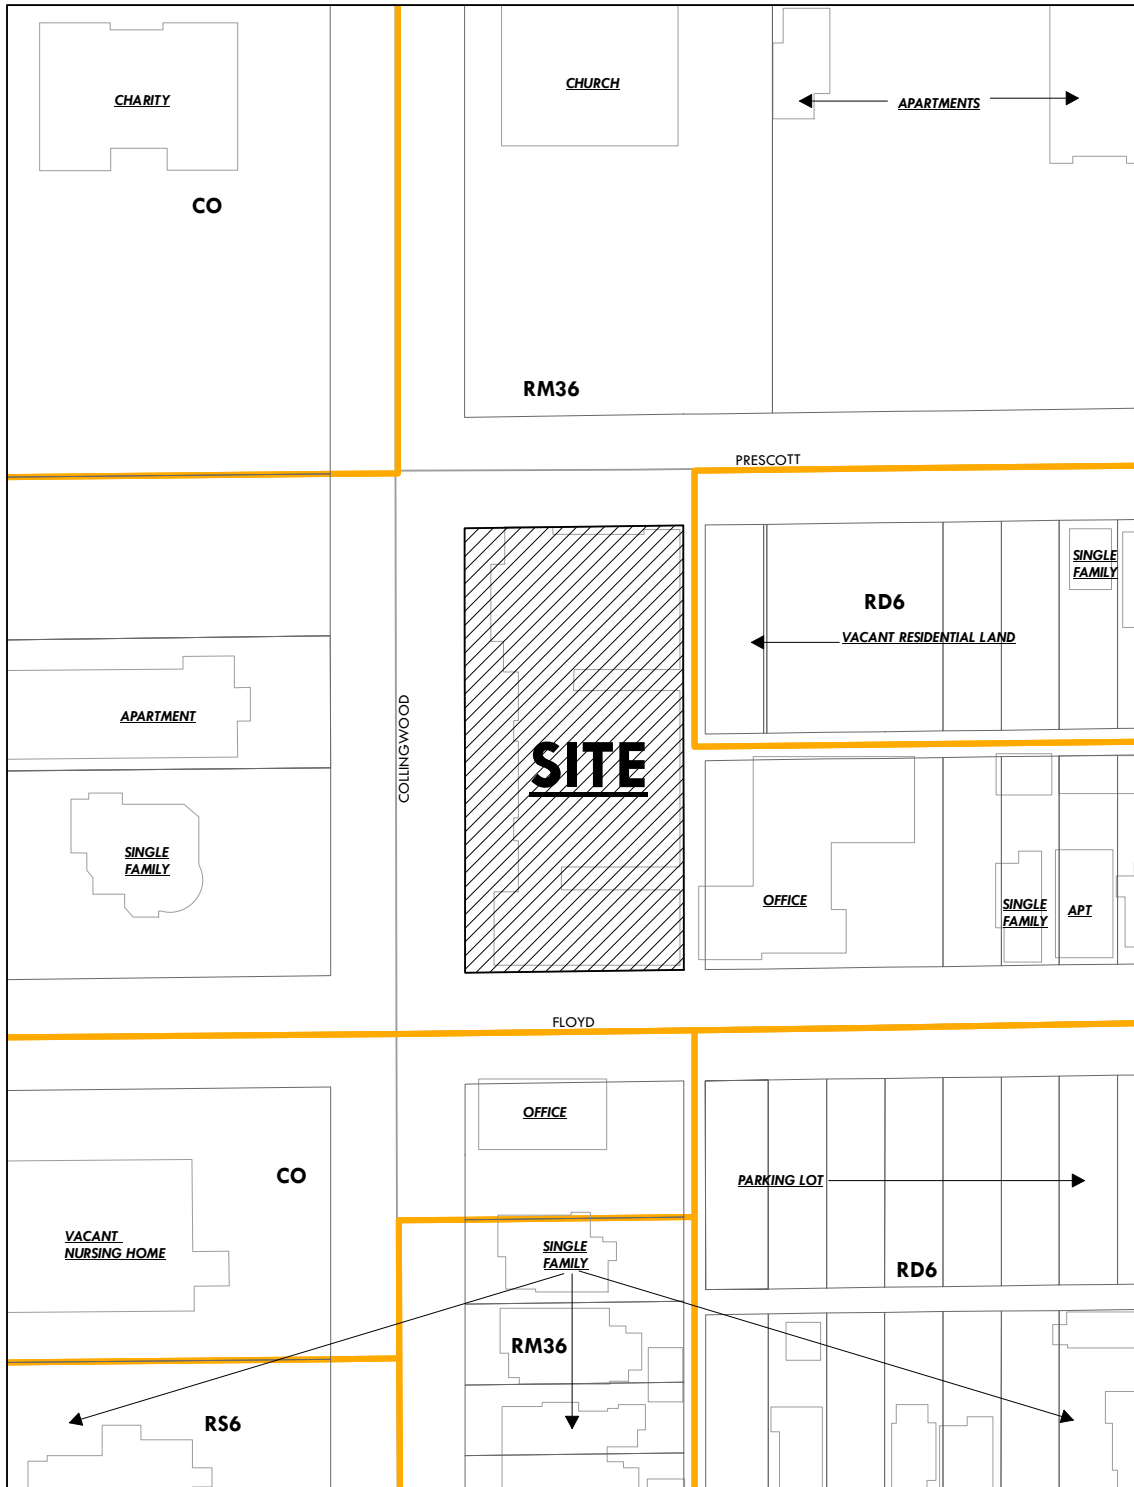 CHARITY
CHURCH
APARTMENTS
CO
RM36
PRESCOTT
SINGLE
FAMILY
RD6
VACANT RESIDENTIAL LAND
APARTMENT
COLLINGWOOD
SITE
SINGLE
FAMILY
OFFICE
SINGLE
FAMILY
APT
FLOYD
OFFICE
CO
PARKING LOT
VACANT
NURSING HOME
SINGLE
FAMILY
RD6
RM36
RS6